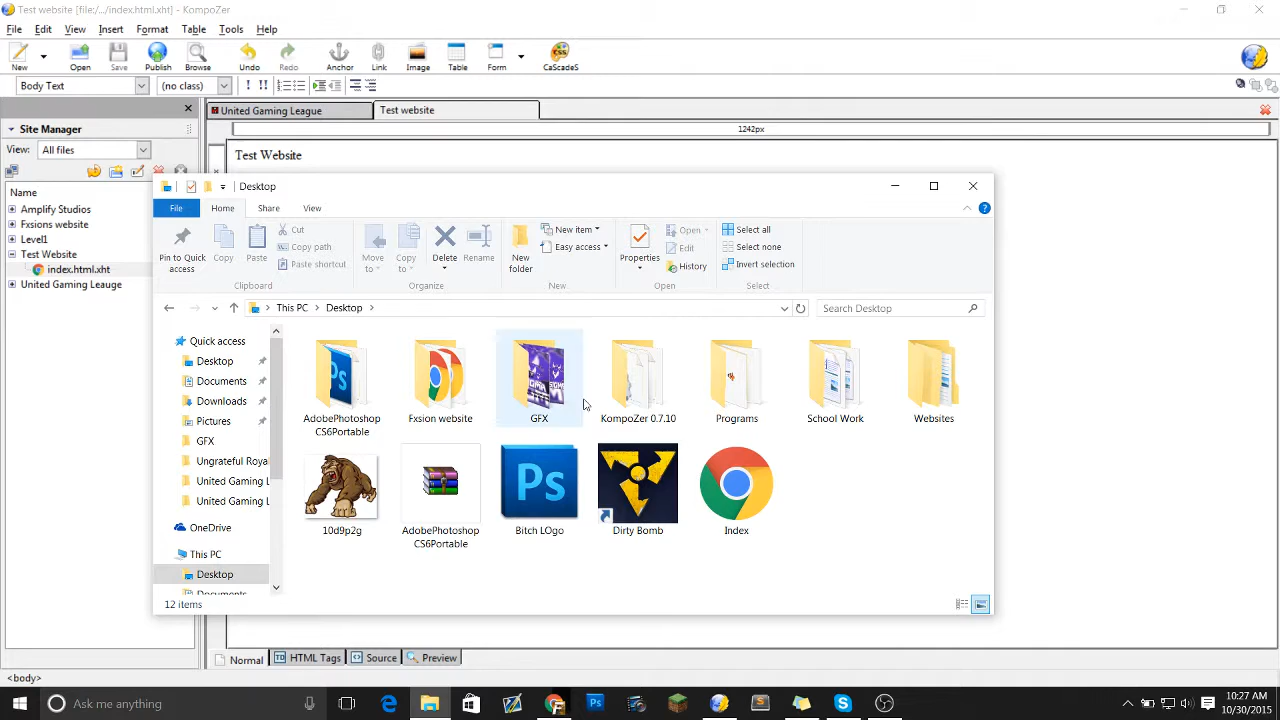 Test website [file:/.../index.html.xht] - KompoZer
File Edit View Insert Format Table Tools Help
New Open Save Publish Browse Undo Redo Anchor Link Image Table Form CaScadeS
Body Text (no class) ! !!
United Gaming League Test website
Site Manager
1242px
View: All files
Test Website
Name
Amplify Studios
Fxsions website
Level1
Test Website
index.html.xht
United Gaming Leauge
Desktop
File Home Share View
Pin to Quick access
Copy
Paste
Cut
Copy path
Paste shortcut
Clipboard
Move to
Copy to
Delete
Rename
Organize
New folder
New item
Easy access
New
Properties
Open
Edit
History
Open
Select all
Select none
Invert selection
Select
This PC Desktop
Search Desktop
Quick access
Desktop
Documents
Downloads
Pictures
GFX
Ungrateful Roya
United Gaming L
United Gaming L
OneDrive
This PC
Desktop
Documents
AdobePhotoshop CS6Portable
Fxsion website
GFX
KompoZer 0.7.10
Programs
School Work
Websites
10d9p2g
AdobePhotoshop CS6Portable
Ps
Bitch LOgo
Dirty Bomb
Index
12 items
Normal HTML Tags Source Preview
<body>
Ask me anything
10:27 AM
10/30/2015